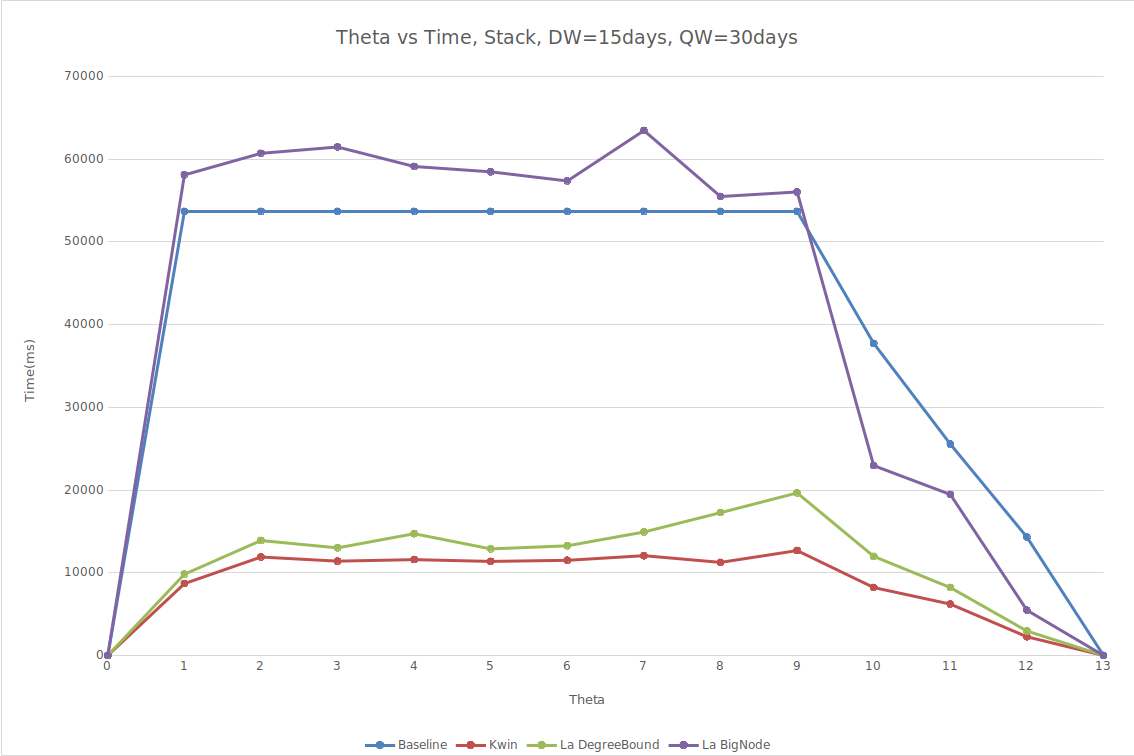 Theta vs Time, Stack, DW=15days, QW=30days
70000
60000
50000
40000
30000
20000
10000
0
Time(ms)
0 1 2 3 4 5 6 7 8 9 10 11 12 13
Theta
Baseline Kwin La DegreeBound La BigNode